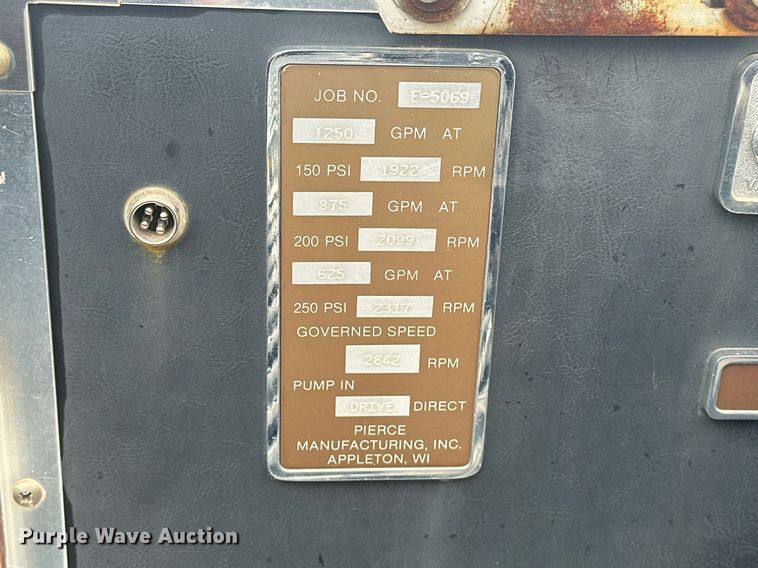 JOB NO. E-5069
1250 GPM AT
150 PSI 1922 RPM
875 GPM AT
200 PSI 2099 RPM
625 GPM AT
250 PSI 2317 RPM
GOVERNED SPEED
2842 RPM
PUMP IN
DRIVE DIRECT
PIERCE
MANUFACTURING, INC.
APPLETON, WI
Purple Wave Auction